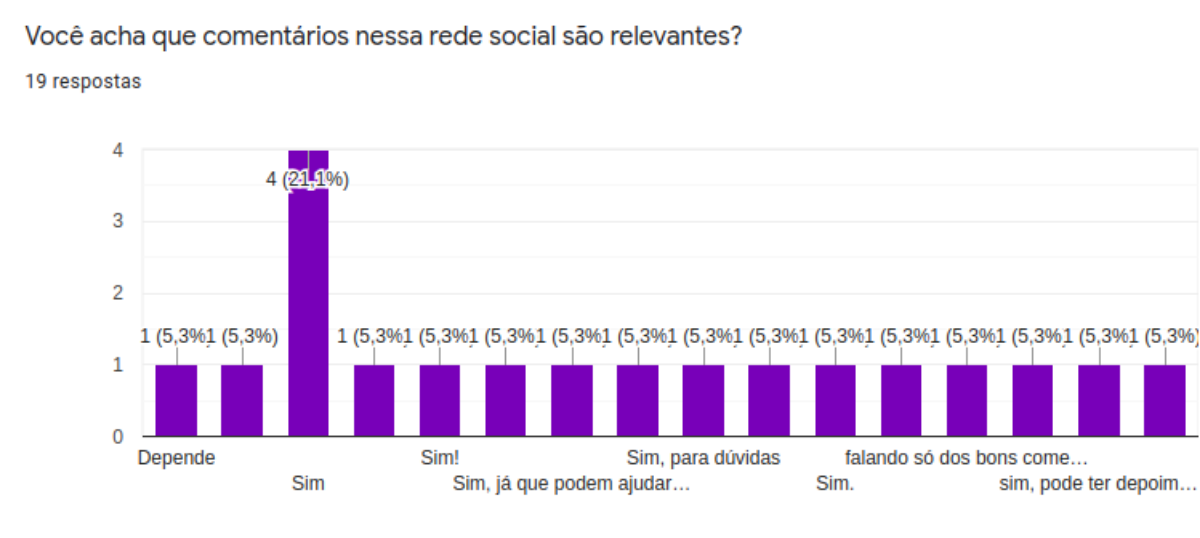 Você acha que comentários nessa rede social são relevantes?
19 respostas
4
4 (21,1%)
3
2
1 (5,3%1 (5,3%) 1 (5,3%1 (5,3%1 (5,3%1 (5,3%1 (5,3%1 (5,3%1 (5,3%1 (5,3%1 (5,3%1 (5,3%1 (5,3%1 (5,3%1 (5,3%)
1
0
Depende Sim! Sim, para dúvidas falando só dos bons come…
Sim Sim, já que podem ajudar… Sim. sim, pode ter depoim…